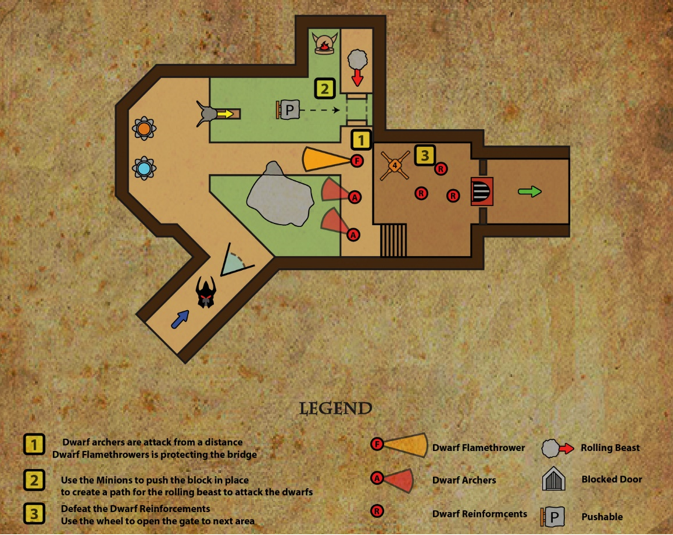 2
P
1
F
3
4
R
R
R
A
A
LEGEND
1
Dwarf archers are attack from a distance
Dwarf Flamethrowers is protecting the bridge
2
Use the Minions to push the block in place
to create a path for the rolling beast to attack the dwarfs
3
Defeat the Dwarf Reinforcements
Use the wheel to open the gate to next area
F
Dwarf Flamethrower
A
Dwarf Archers
R
Dwarf Reinformcents
Rolling Beast
Blocked Door
P
Pushable